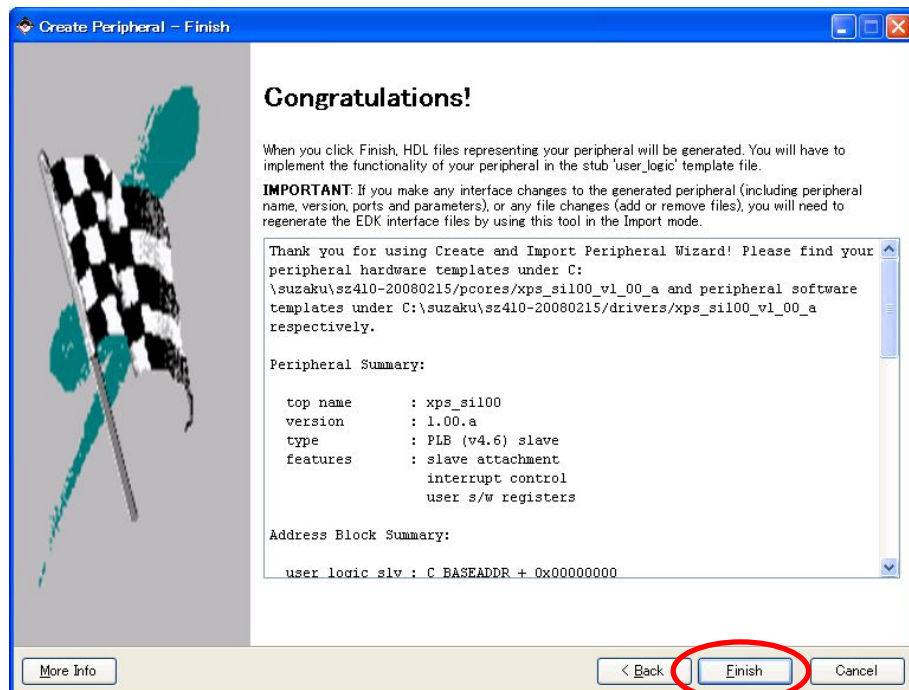 Create Peripheral - Finish
Congratulations!
When you click Finish, HDL files representing your peripheral will be generated. You will have to
implement the functionality of your peripheral in the stub 'user_logic' template file.
IMPORTANT: If you make any interface changes to the generated peripheral (including peripheral
name, version, ports and parameters), or any file changes (add or remove files), you will need to
regenerate the EDK interface files by using this tool in the Import mode.
Thank you for using Create and Import Peripheral Wizard! Please find your
peripheral hardware templates under C:
\suzaku\sz410-20080215/pcores/xps_sil00_v1_00_a and peripheral software
templates under C:\suzaku\sz410-20080215/drivers/xps_sil00_v1_00_a
respectively.
Peripheral Summary:
top name : xps_sil00
version : 1.00.a
type : PLB (v4.6) slave
features : slave attachment
interrupt control
user s/w registers
Address Block Summary:
user logic slv : C_BASEADDR + 0x00000000
More Info
< Back
Finish
Cancel